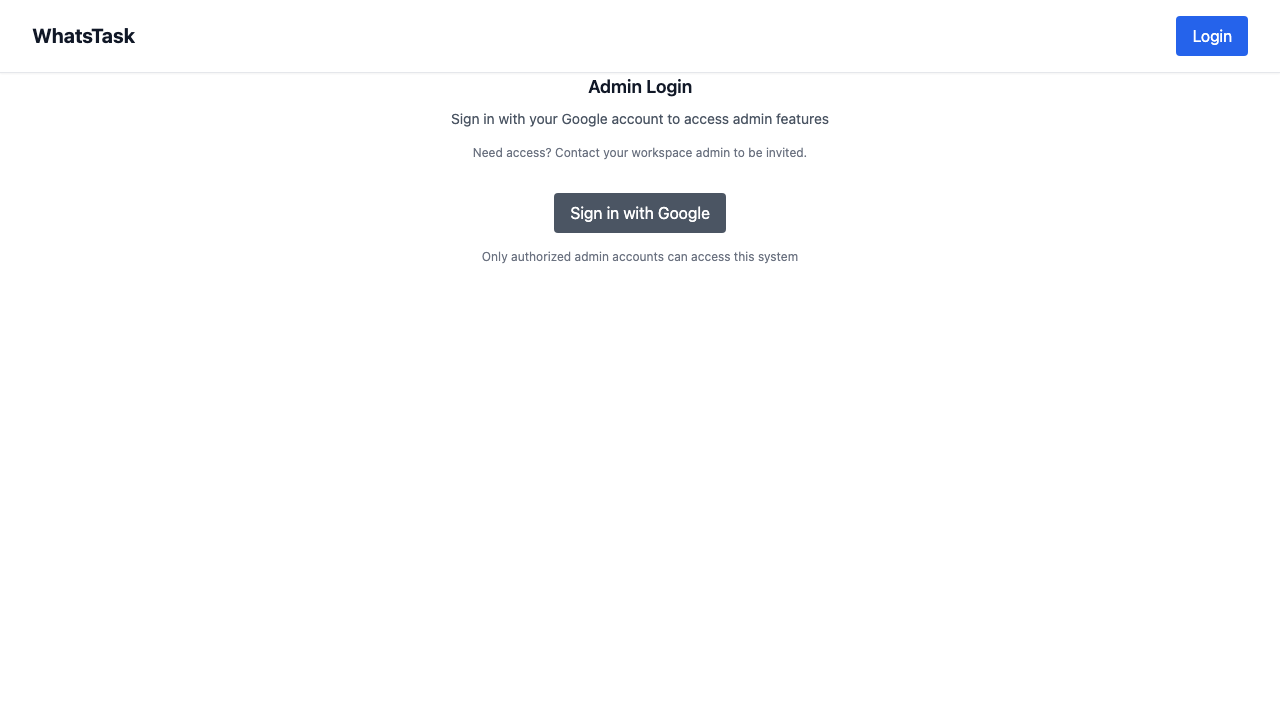 WhatsTask
Login
Admin Login
Sign in with your Google account to access admin features
Need access? Contact your workspace admin to be invited.
Sign in with Google
Only authorized admin accounts can access this system